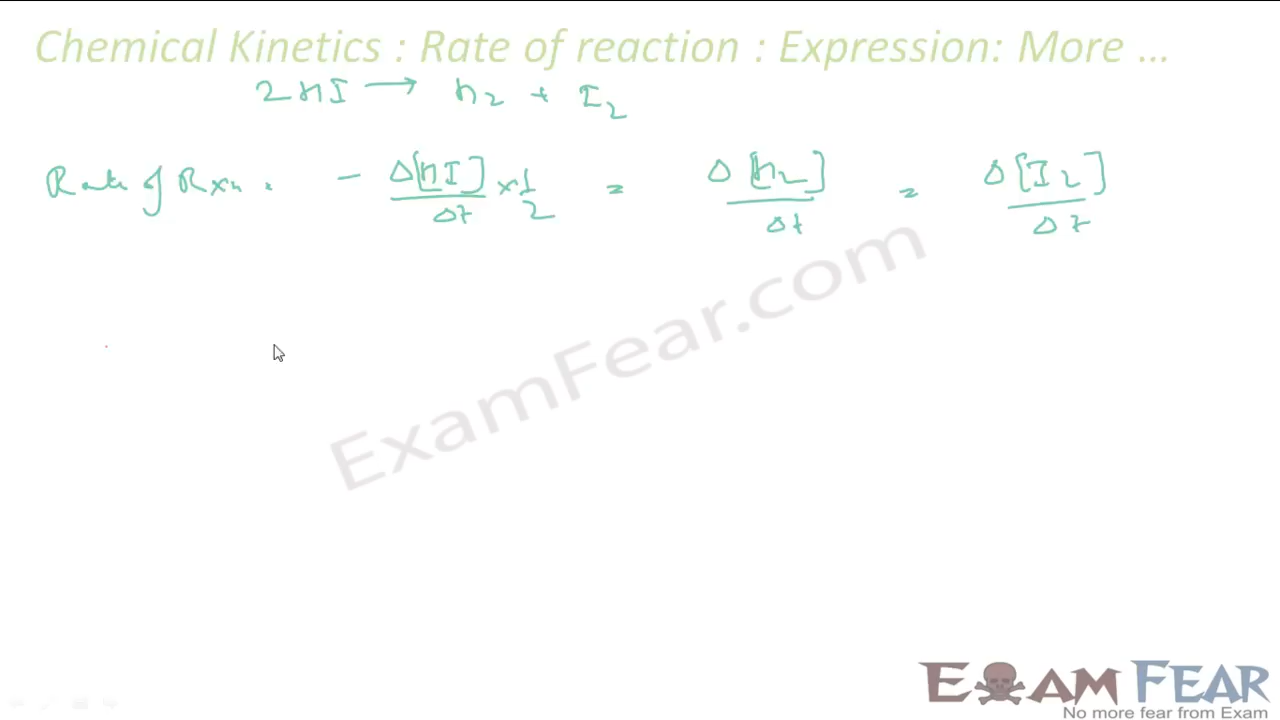 Chemical Kinetics : Rate of reaction : Expression: More ...
2HI → H2 + I2
Rate of Rxn = - Δ[HI]/Δt × 1/2 = Δ[H2]/Δt = Δ[I2]/Δt
ExamFear.com
EXAM FEAR
No more fear from Exam